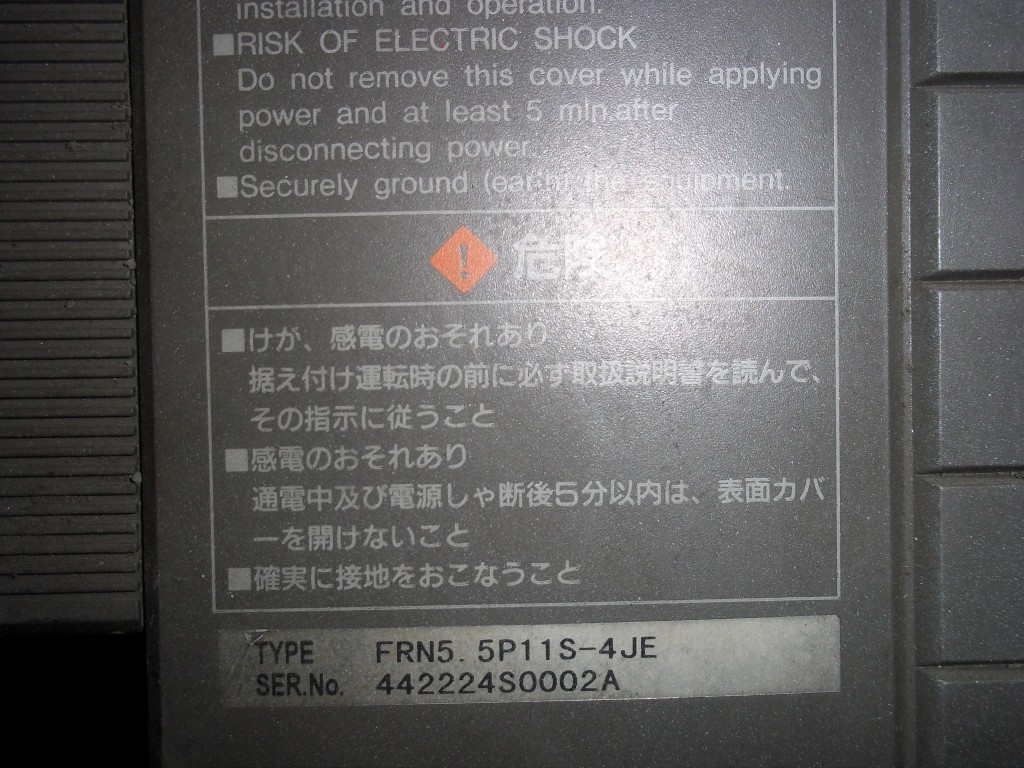 installation and operation.
■RISK OF ELECTRIC SHOCK
Do not remove this cover while applying
power and at least 5 min.after
disconnecting power.
■Securely ground (earth) the equipment.
危険
■けが、感電のおそれあり
据え付け運転時の前に必ず取扱説明書を読んで、
その指示に従うこと
■感電のおそれあり
通電中及び電源しゃ断後5分以内は、表面カバ
ーを開けないこと
■確実に接地をおこなうこと
TYPE FRN5.5P11S-4JE
SER.No. 442224S0002A